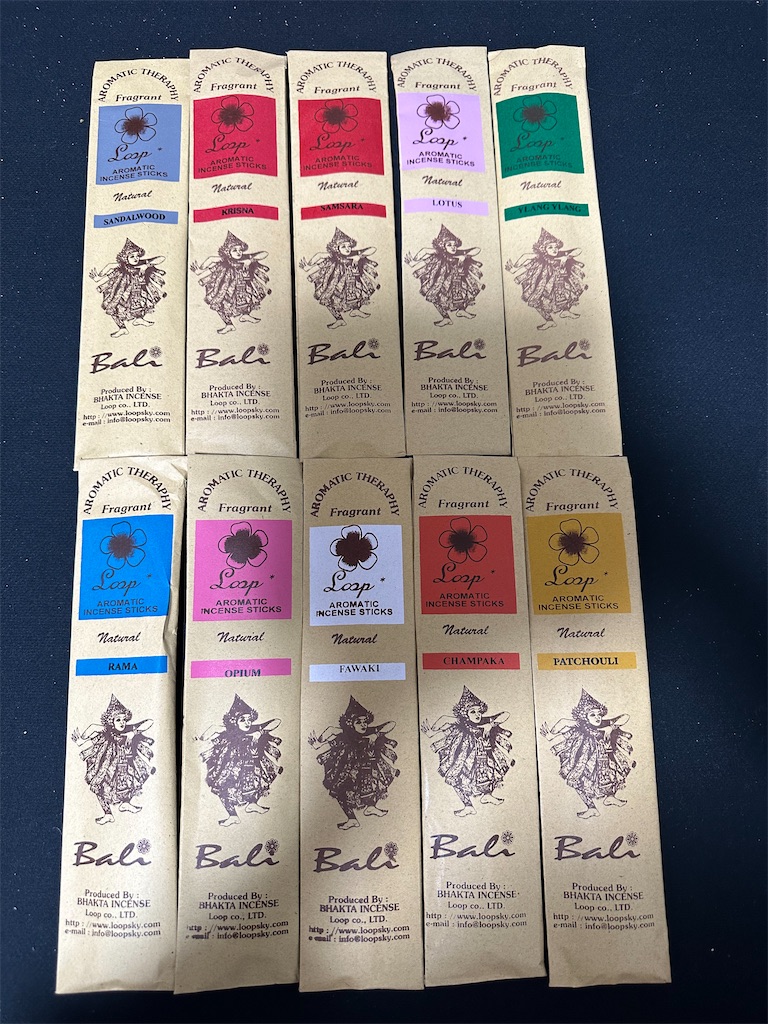 AROMATIC THERAPHY
Fragrant
Loop
AROMATIC
INCENSE STICKS
Natural
SANDALWOOD
Bali
Produced By :
BHAKTA INCENSE
Loop co., LTD.
http : //www.loopsky.com
e-mail : info@loopsky.com
AROMATIC THERAPHY
Fragrant
Loop
AROMATIC
INCENSE STICKS
Natural
KRISNA
Bali
Produced By :
BHAKTA INCENSE
Loop co., LTD.
http : //www.loopsky.com
e-mail : info@loopsky.com
AROMATIC THERAPHY
Fragrant
Loop
AROMATIC
INCENSE STICKS
Natural
SAMSARA
Bali
Produced By :
BHAKTA INCENSE
Loop co., LTD.
http : //www.loopsky.com
e-mail : info@loopsky.com
AROMATIC THERAPHY
Fragrant
Loop
AROMATIC
INCENSE STICKS
Natural
LOTUS
Bali
Produced By :
BHAKTA INCENSE
Loop co., LTD.
http : //www.loopsky.com
e-mail : info@loopsky.com
AROMATIC THERAPHY
Fragrant
Loop
AROMATIC
INCENSE STICKS
Natural
YLANG YLANG
Bali
Produced By :
BHAKTA INCENSE
Loop co., LTD.
http : //www.loopsky.com
e-mail : info@loopsky.com
AROMATIC THERAPHY
Fragrant
Loop
AROMATIC
INCENSE STICKS
Natural
RAMA
Bali
Produced By :
BHAKTA INCENSE
Loop co., LTD.
http : //www.loopsky.com
e-mail : info@loopsky.com
AROMATIC THERAPHY
Fragrant
Loop
AROMATIC
INCENSE STICKS
Natural
OPIUM
Bali
Produced By :
BHAKTA INCENSE
Loop co., LTD.
http : //www.loopsky.com
e-mail : info@loopsky.com
AROMATIC THERAPHY
Fragrant
Loop
AROMATIC
INCENSE STICKS
Natural
FAWAKI
Bali
Produced By :
BHAKTA INCENSE
Loop co., LTD.
http : //www.loopsky.com
e-mail : info@loopsky.com
AROMATIC THERAPHY
Fragrant
Loop
AROMATIC
INCENSE STICKS
Natural
CHAMPAKA
Bali
Produced By :
BHAKTA INCENSE
Loop co., LTD.
http : //www.loopsky.com
e-mail : info@loopsky.com
AROMATIC THERAPHY
Fragrant
Loop
AROMATIC
INCENSE STICKS
Natural
PATCHOULI
Bali
Produced By :
BHAKTA INCENSE
Loop co., LTD.
http : //www.loopsky.com
e-mail : info@loopsky.com